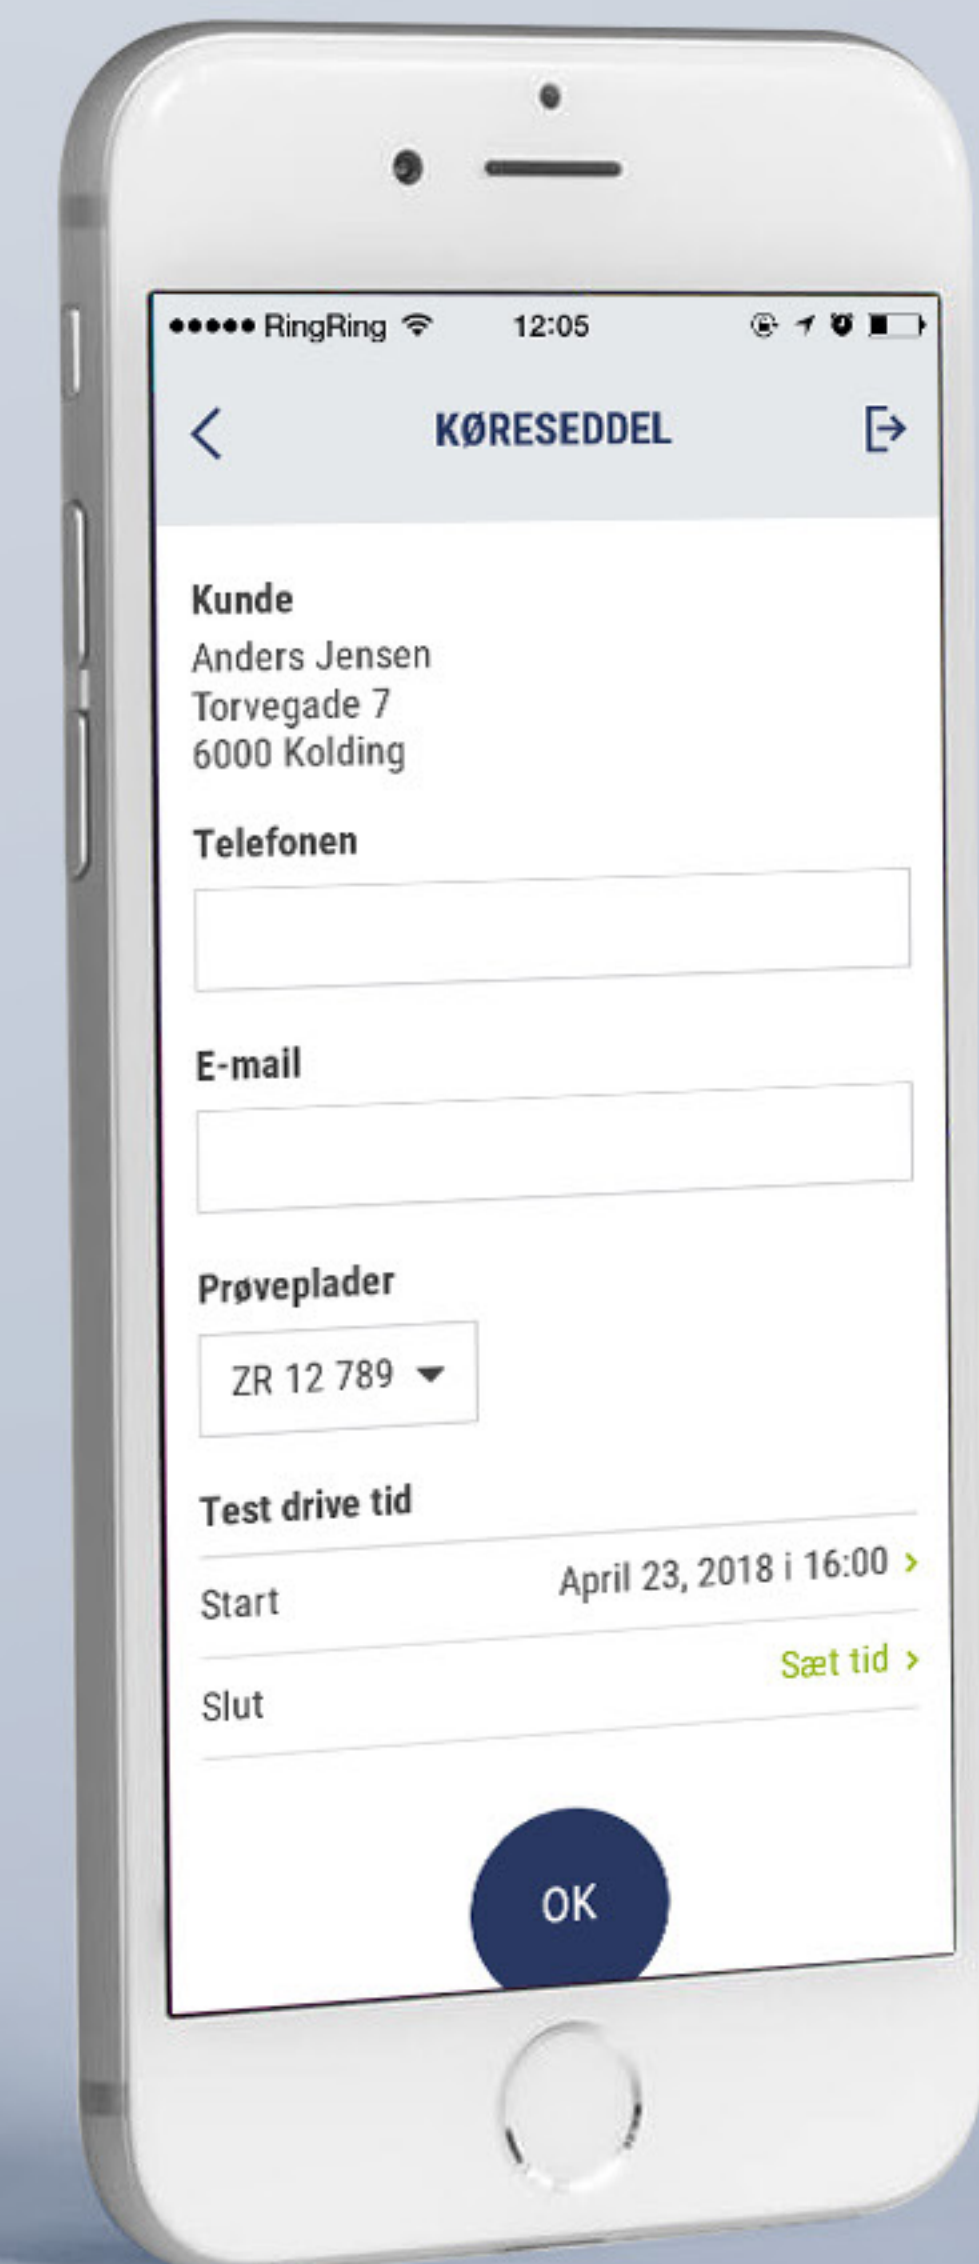 RingRing 12:05
KØRESEDDEL
Kunde
Anders Jensen
Torvegade 7
6000 Kolding
Telefonen
E-mail
Prøveplader
ZR 12 789
Test drive tid
Start April 23, 2018 i 16:00
Slut Sæt tid
OK